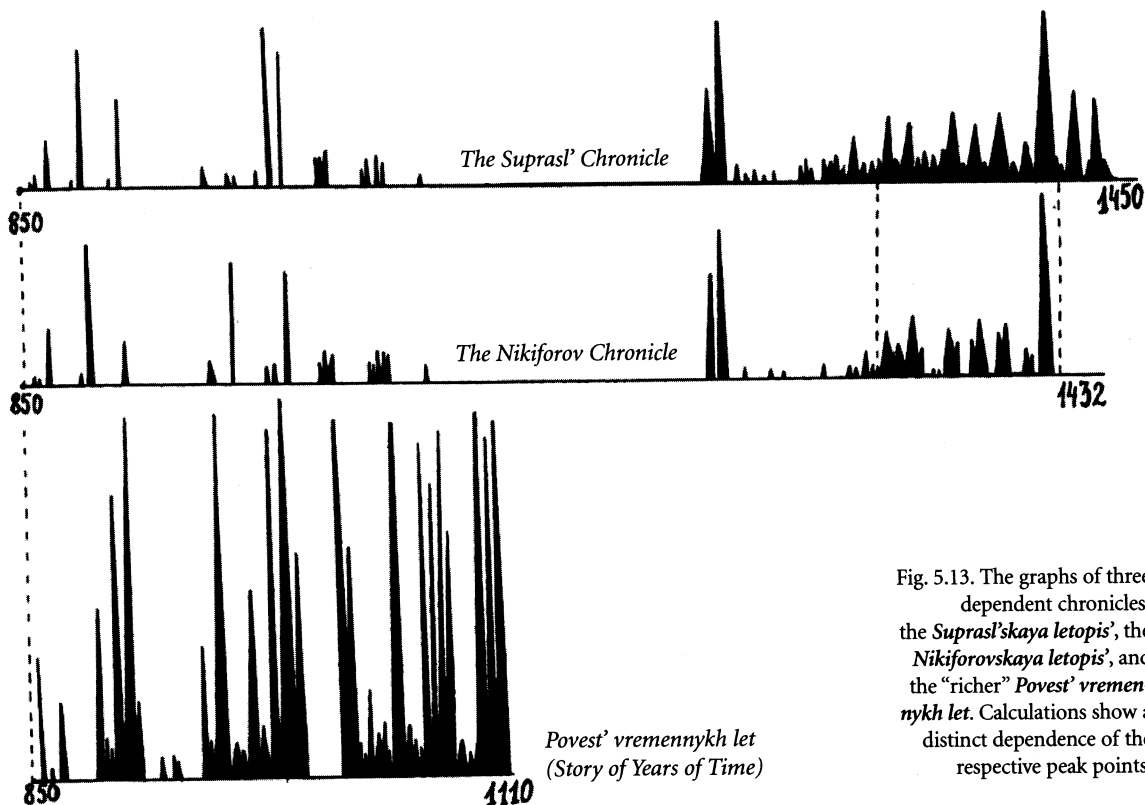 The Suprasl' Chronicle
850
1450
The Nikiforov Chronicle
850
1432
Fig. 5.13. The graphs of three
dependent chronicles
the Suprasl'skaya letopis', the
Nikiforovskaya letopis', and
the “richer” Povest' vremen
nykh let. Calculations show a
distinct dependence of the
respective peak points
Povest' vremennykh let
(Story of Years of Time)
850
1110